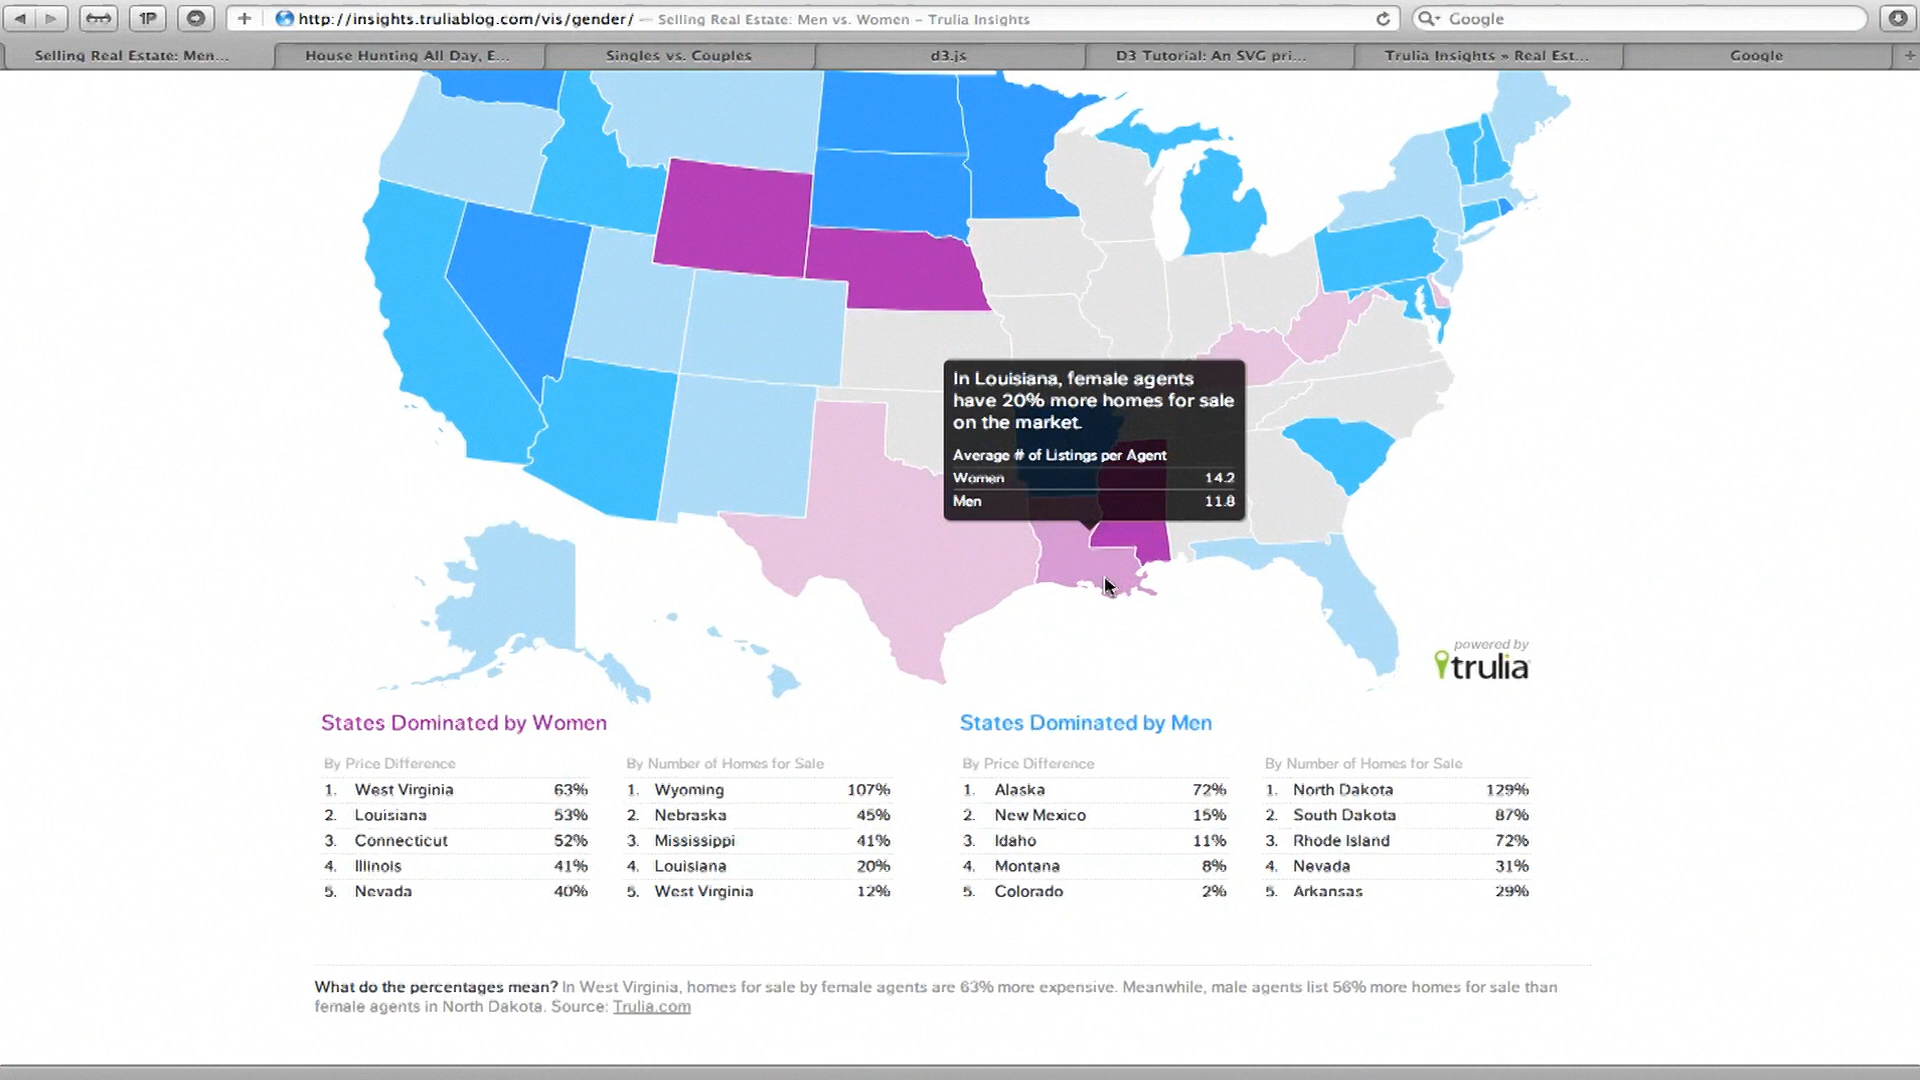 1P
http://insights.truliablog.com/vis/gender/ — Selling Real Estate: Men vs. Women – Trulia Insights
Google
Selling Real Estate: Men...
House Hunting All Day, E...
Singles vs. Couples
d3.js
D3 Tutorial: An SVG pri...
Trulia Insights » Real Est...
Google
In Louisiana, female agents
have 20% more homes for sale
on the market.
Average # of Listings per Agent
Women 14.2
Men 11.8
powered by
trulia
States Dominated by Women
By Price Difference
1. West Virginia 63%
2. Louisiana 53%
3. Connecticut 52%
4. Illinois 41%
5. Nevada 40%
By Number of Homes for Sale
1. Wyoming 107%
2. Nebraska 45%
3. Mississippi 41%
4. Louisiana 20%
5. West Virginia 12%
States Dominated by Men
By Price Difference
1. Alaska 72%
2. New Mexico 15%
3. Idaho 11%
4. Montana 8%
5. Colorado 2%
By Number of Homes for Sale
1. North Dakota 129%
2. South Dakota 87%
3. Rhode Island 72%
4. Nevada 31%
5. Arkansas 29%
What do the percentages mean? In West Virginia, homes for sale by female agents are 63% more expensive. Meanwhile, male agents list 56% more homes for sale than
female agents in North Dakota. Source: Trulia.com